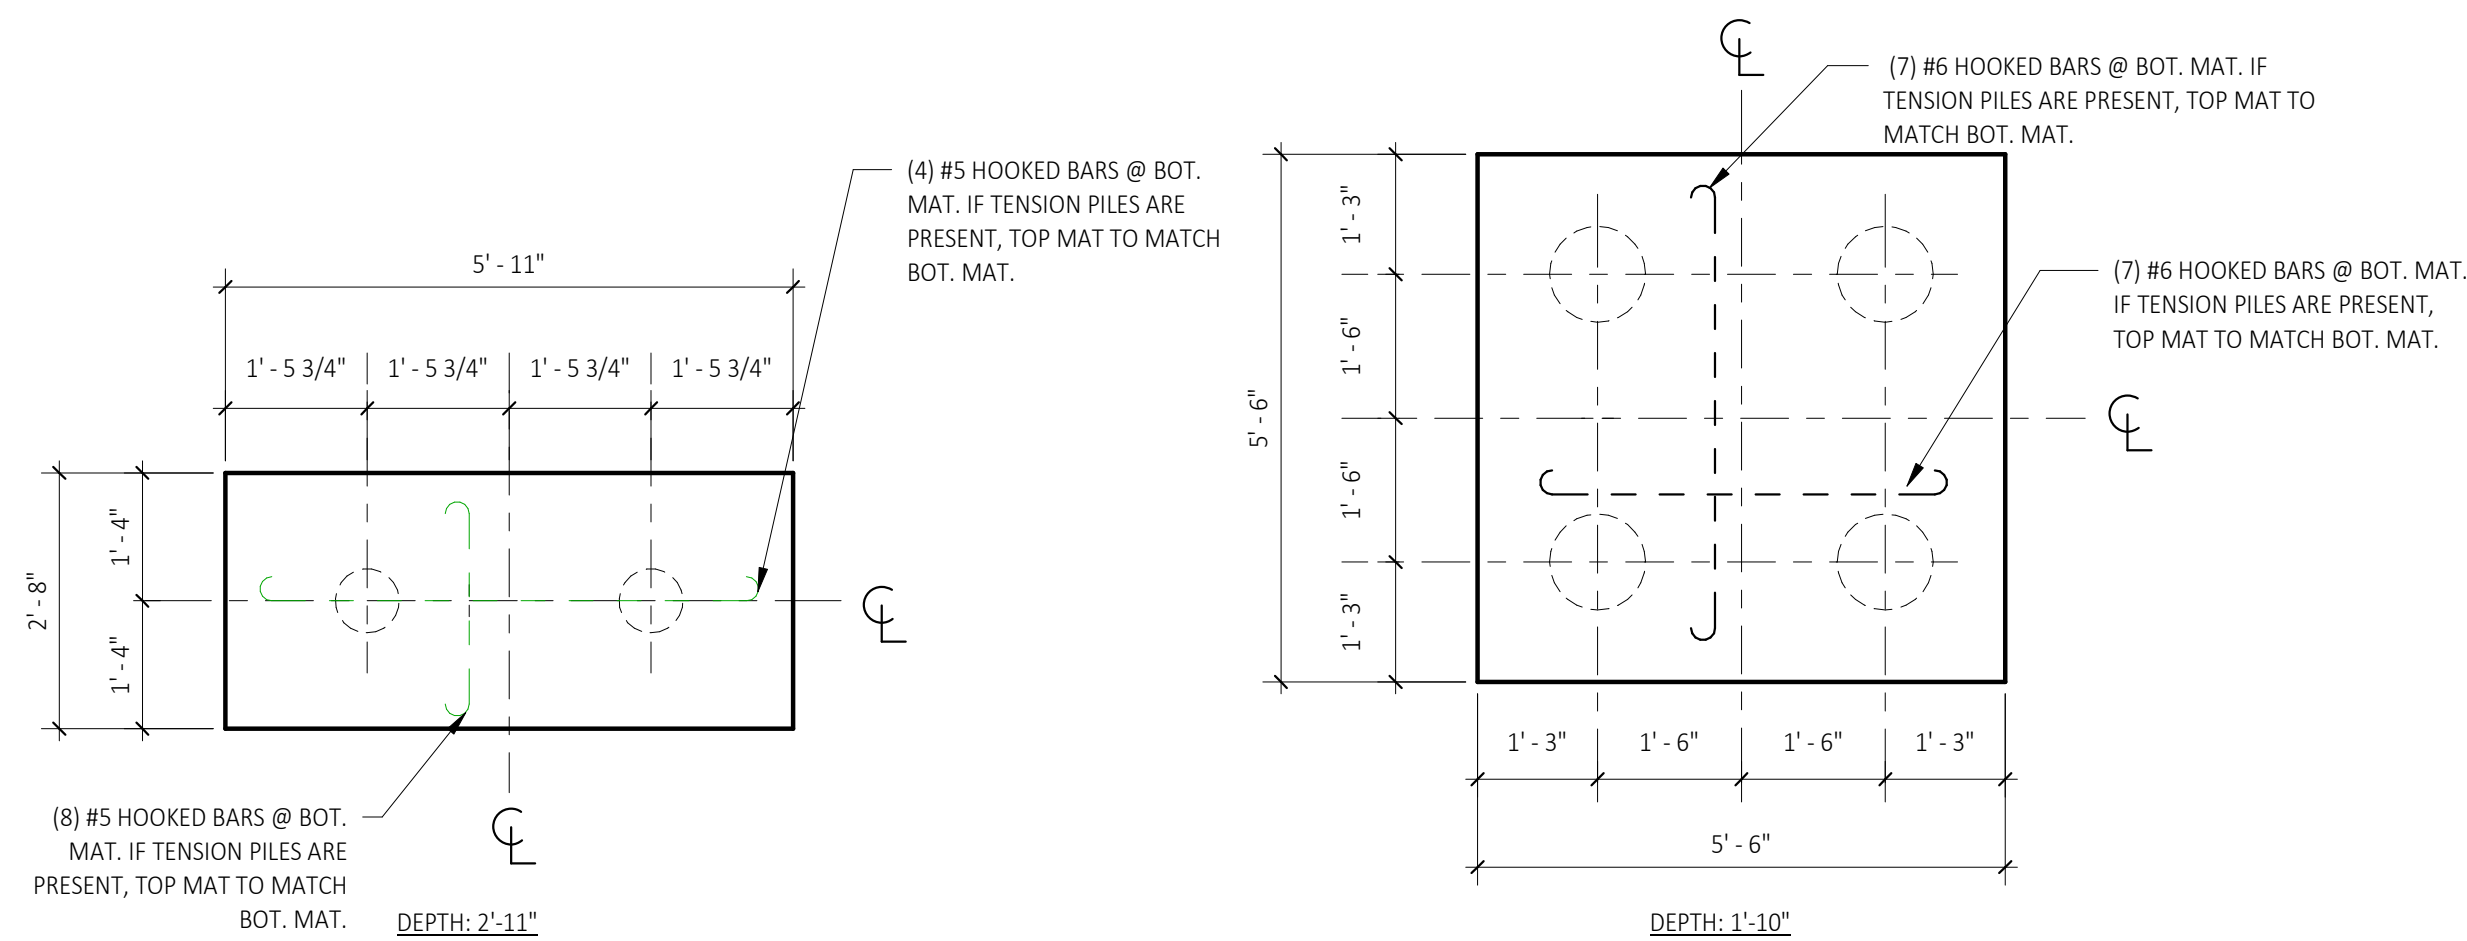 (4) #5 HOOKED BARS @ BOT.
MAT. IF TENSION PILES ARE
PRESENT, TOP MAT TO MATCH
BOT. MAT.
5' - 11"
1' - 5 3/4"
1' - 5 3/4"
1' - 5 3/4"
1' - 5 3/4"
2' - 8"
1' - 4"
1' - 4"
CL
CL
(8) #5 HOOKED BARS @ BOT.
MAT. IF TENSION PILES ARE
PRESENT, TOP MAT TO MATCH
BOT. MAT.
DEPTH: 2'-11"
CL
(7) #6 HOOKED BARS @ BOT. MAT. IF
TENSION PILES ARE PRESENT, TOP MAT TO
MATCH BOT. MAT.
(7) #6 HOOKED BARS @ BOT. MAT.
IF TENSION PILES ARE PRESENT,
TOP MAT TO MATCH BOT. MAT.
5' - 6"
1' - 3"
1' - 6"
1' - 6"
1' - 3"
CL
1' - 3"
1' - 6"
1' - 6"
1' - 3"
5' - 6"
DEPTH: 1'-10"